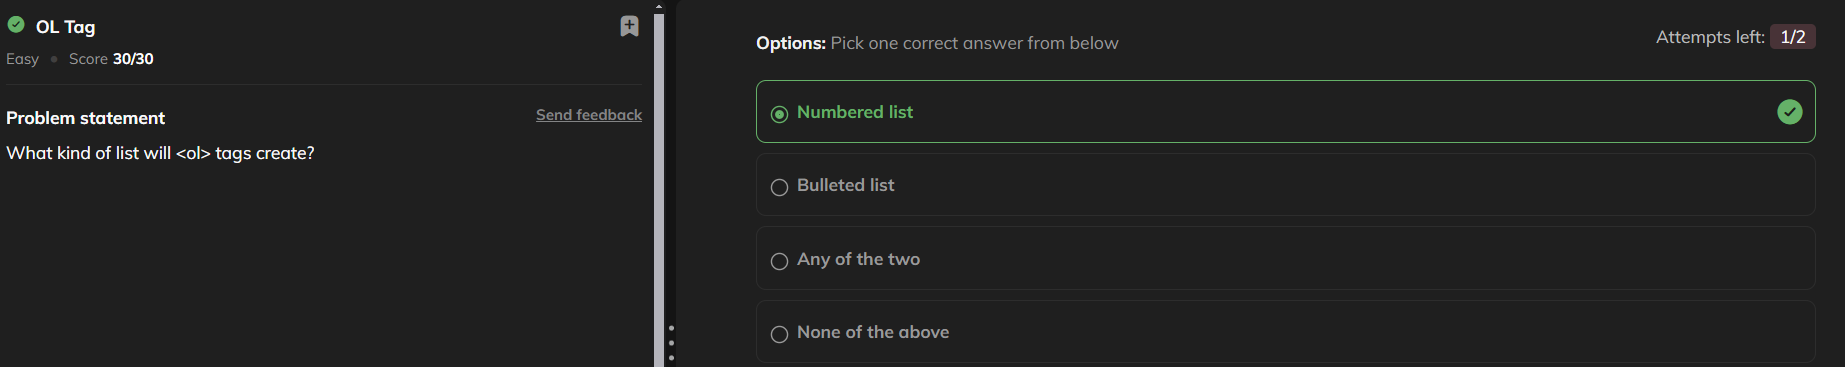 OL Tag
Easy • Score 30/30
Problem statement
Send feedback
What kind of list will <ol> tags create?
Options: Pick one correct answer from below
Attempts left: 1/2
Numbered list
Bulleted list
Any of the two
None of the above